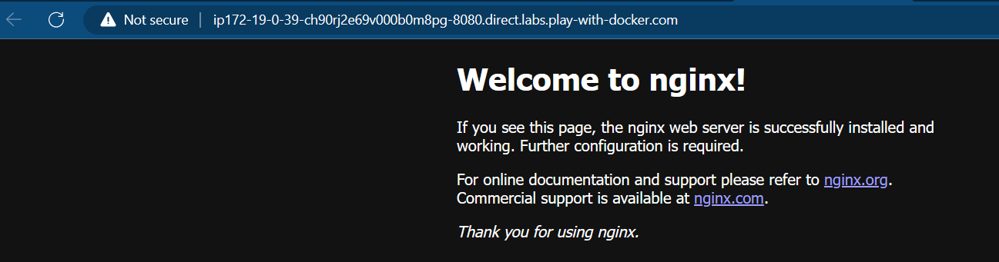 Not secure | ip172-19-0-39-ch90rj2e69v000b0m8pg-8080.direct.labs.play-with-docker.com
Welcome to nginx!
If you see this page, the nginx web server is successfully installed and
working. Further configuration is required.
For online documentation and support please refer to nginx.org.
Commercial support is available at nginx.com.
Thank you for using nginx.